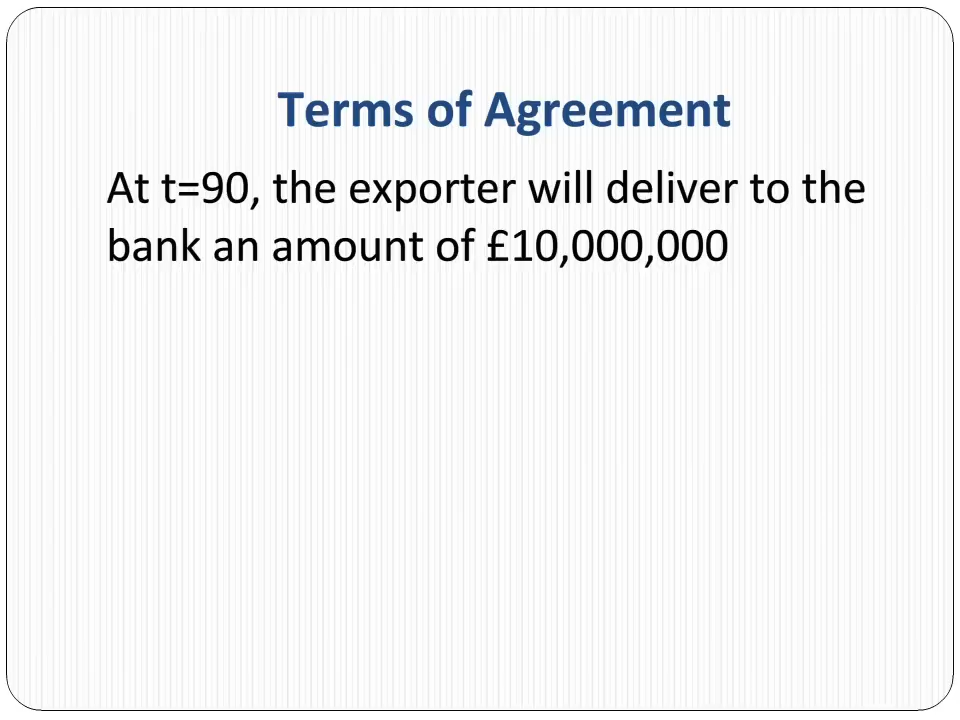 Terms of Agreement
At t=90, the exporter will deliver to the
bank an amount of £10,000,000